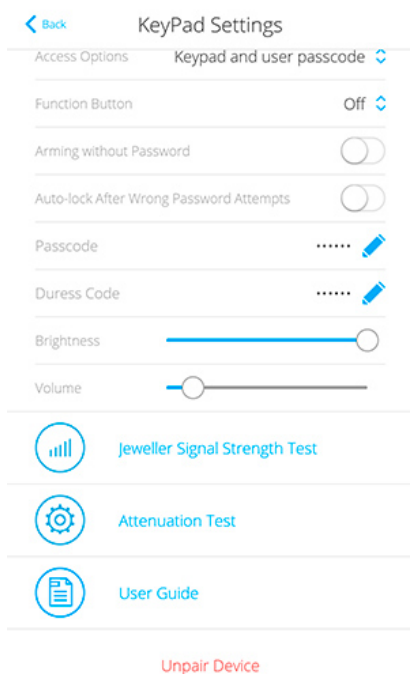 Back
KeyPad Settings
Access Options
Keypad and user passcode
Function Button
Off
Arming without Password
Auto-lock After Wrong Password Attempts
Passcode
••••••
Duress Code
••••••
Brightness
Volume
Jeweller Signal Strength Test
Attenuation Test
User Guide
Unpair Device